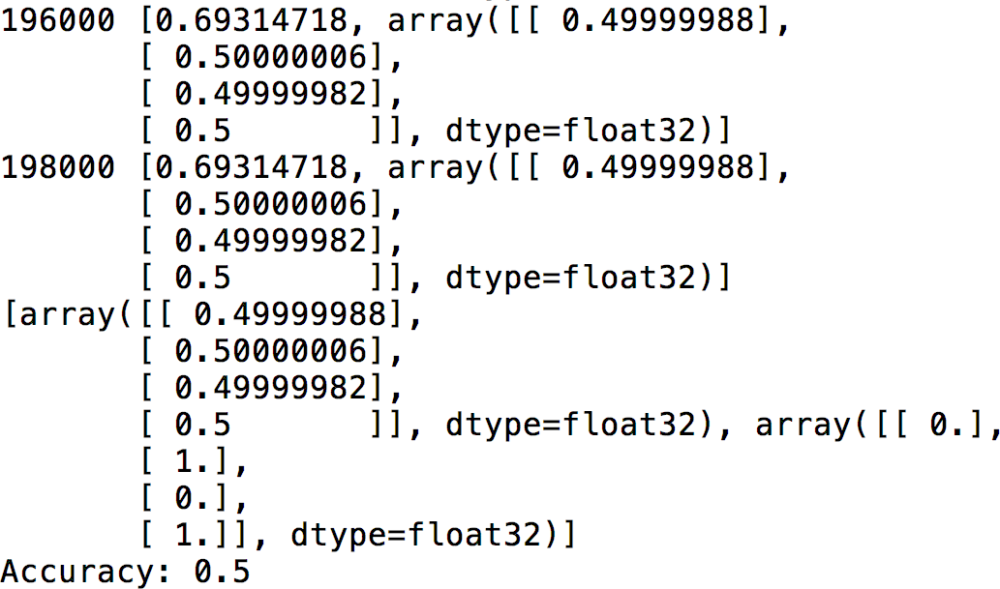 196000 [0.69314718, array([[ 0.49999988],
       [ 0.50000006],
       [ 0.49999982],
       [ 0.5       ]], dtype=float32)]
198000 [0.69314718, array([[ 0.49999988],
       [ 0.50000006],
       [ 0.49999982],
       [ 0.5       ]], dtype=float32)]
[array([[ 0.49999988],
       [ 0.50000006],
       [ 0.49999982],
       [ 0.5       ]], dtype=float32), array([[ 0.],
       [ 1.],
       [ 0.],
       [ 1.]], dtype=float32)]
Accuracy: 0.5